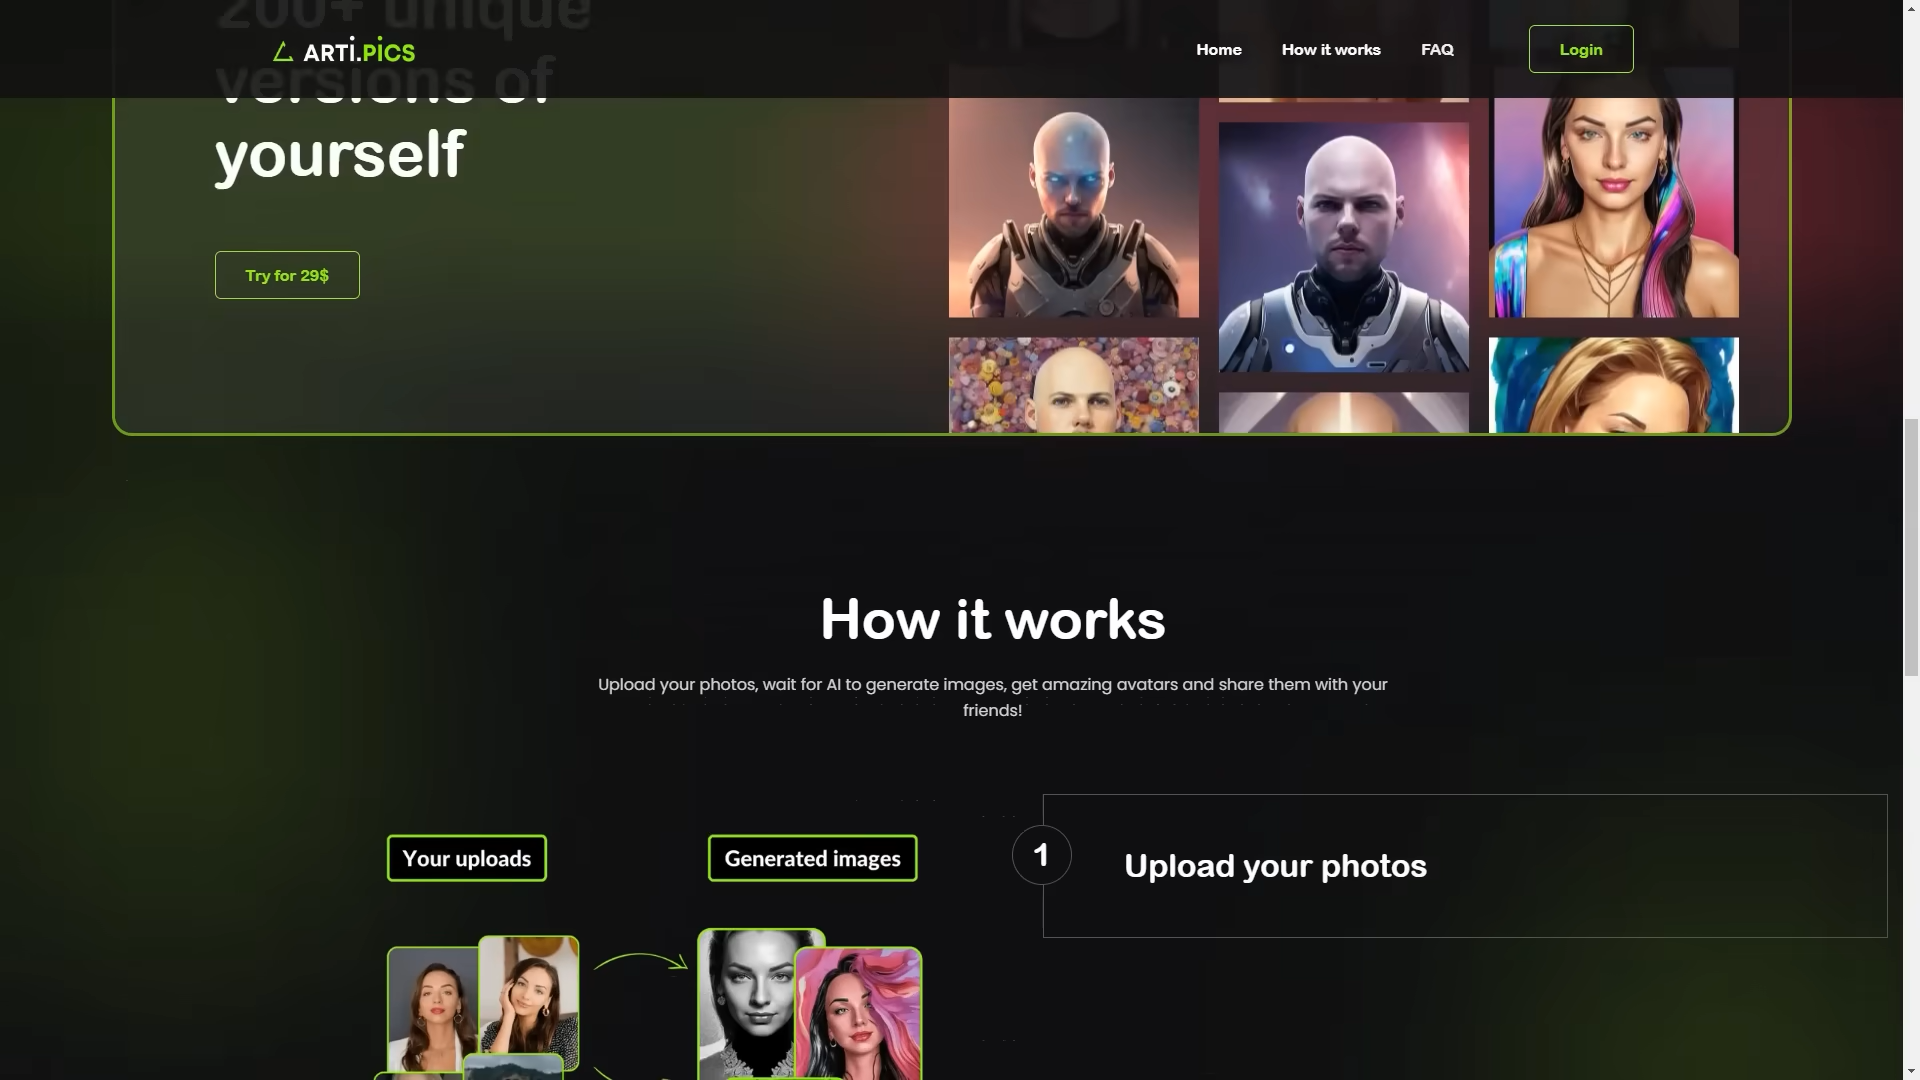 200+ unique
ARTI.PICS
Home
How it works
FAQ
Login
versions of
yourself
Try for 29$
How it works
Upload your photos, wait for AI to generate images, get amazing avatars and share them with your
friends!
Your uploads
Generated images
1
Upload your photos